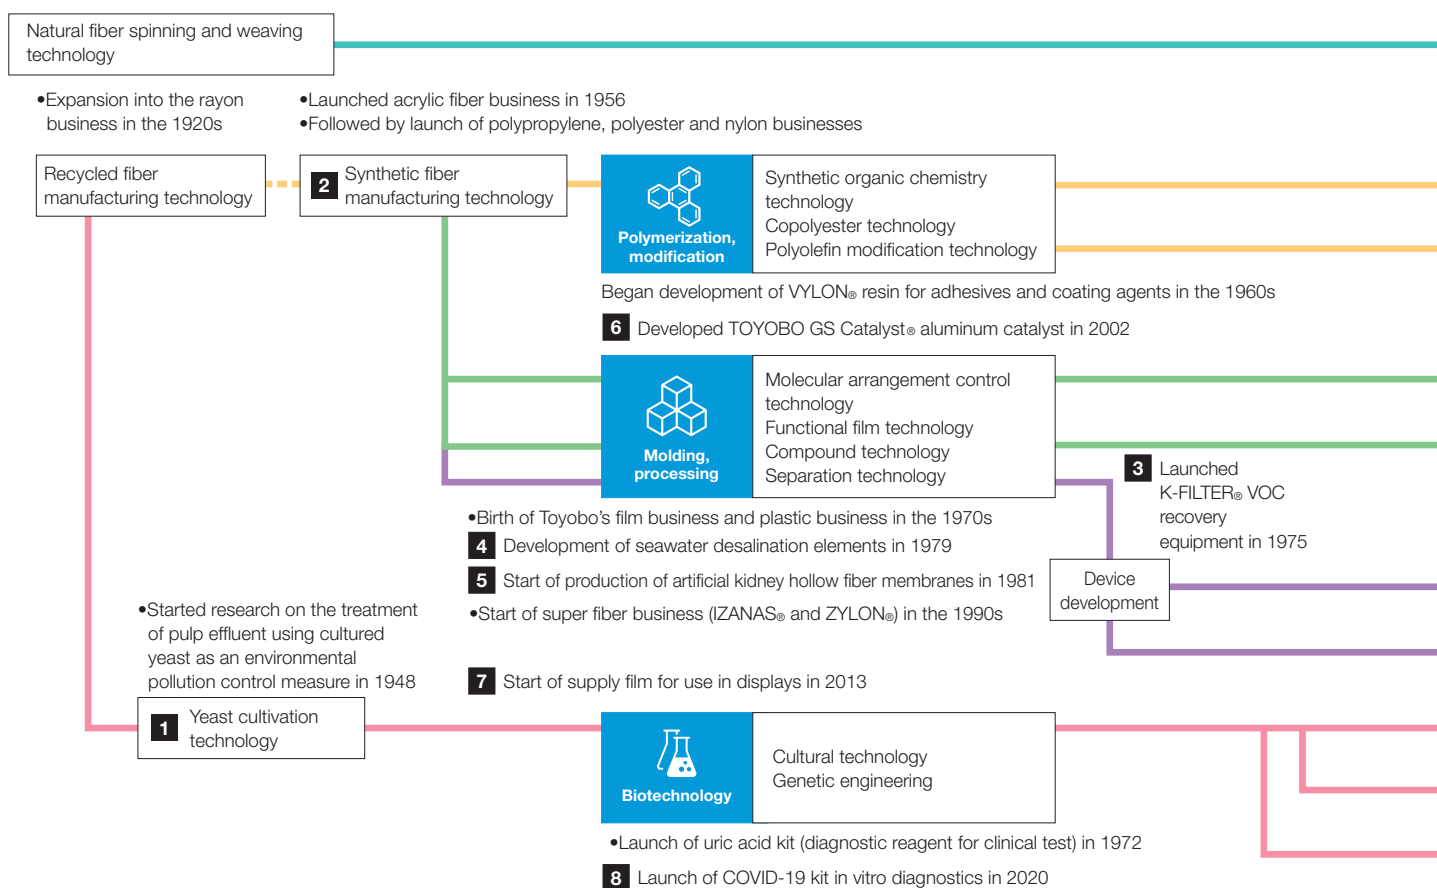 Natural fiber spinning and weaving
technology
•Expansion into the rayon
business in the 1920s
•Launched acrylic fiber business in 1956
•Followed by launch of polypropylene, polyester and nylon businesses
Recycled fiber
manufacturing technology
2 Synthetic fiber
manufacturing technology
Polymerization,
modification
Synthetic organic chemistry
technology
Copolyester technology
Polyolefin modification technology
Began development of VYLON® resin for adhesives and coating agents in the 1960s
6 Developed TOYOBO GS Catalyst® aluminum catalyst in 2002
Molding,
processing
Molecular arrangement control
technology
Functional film technology
Compound technology
Separation technology
3 Launched
K-FILTER® VOC
recovery
equipment in 1975
•Birth of Toyobo's film business and plastic business in the 1970s
4 Development of seawater desalination elements in 1979
5 Start of production of artificial kidney hollow fiber membranes in 1981
•Start of super fiber business (IZANAS® and ZYLON®) in the 1990s
Device
development
•Started research on the treatment
of pulp effluent using cultured
yeast as an environmental
pollution control measure in 1948
7 Start of supply film for use in displays in 2013
1 Yeast cultivation
technology
Biotechnology
Cultural technology
Genetic engineering
•Launch of uric acid kit (diagnostic reagent for clinical test) in 1972
8 Launch of COVID-19 kit in vitro diagnostics in 2020